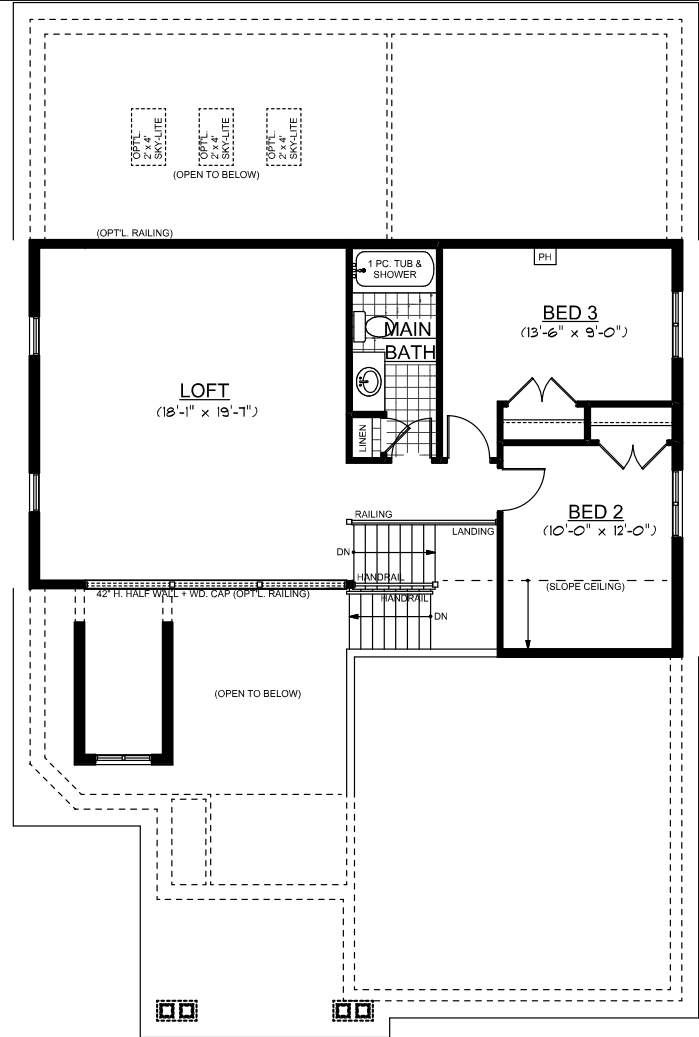 OPT'L.
2' x 4'
SKY-LITE
OPT'L.
2' x 4'
SKY-LITE
OPT'L.
2' x 4'
SKY-LITE
(OPEN TO BELOW)
(OPT'L. RAILING)
1 PC. TUB &
SHOWER
PH
MAIN
BATH
BED 3
(13'-6" x 9'-0")
LOFT
(18'-1" x 19'-7")
LINEN
RAILING
LANDING
BED 2
(10'-0" x 12'-0")
DN
HANDRAIL
(SLOPE CEILING)
42" H. HALF WALL + WD. CAP (OPT'L. RAILING)
HANDRAIL
DN
(OPEN TO BELOW)